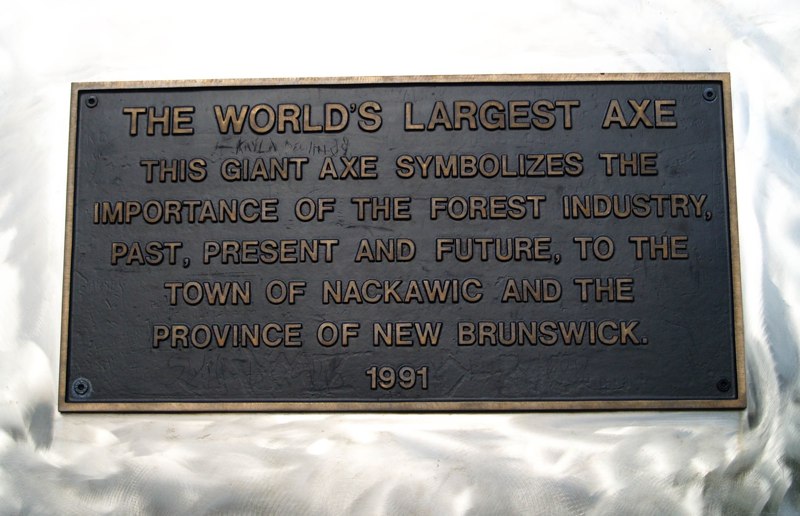 THE WORLD'S LARGEST AXE
KAYLA
THIS GIANT AXE SYMBOLIZES THE
IMPORTANCE OF THE FOREST INDUSTRY,
PAST, PRESENT AND FUTURE, TO THE
TOWN OF NACKAWIC AND THE
PROVINCE OF NEW BRUNSWICK.
1991